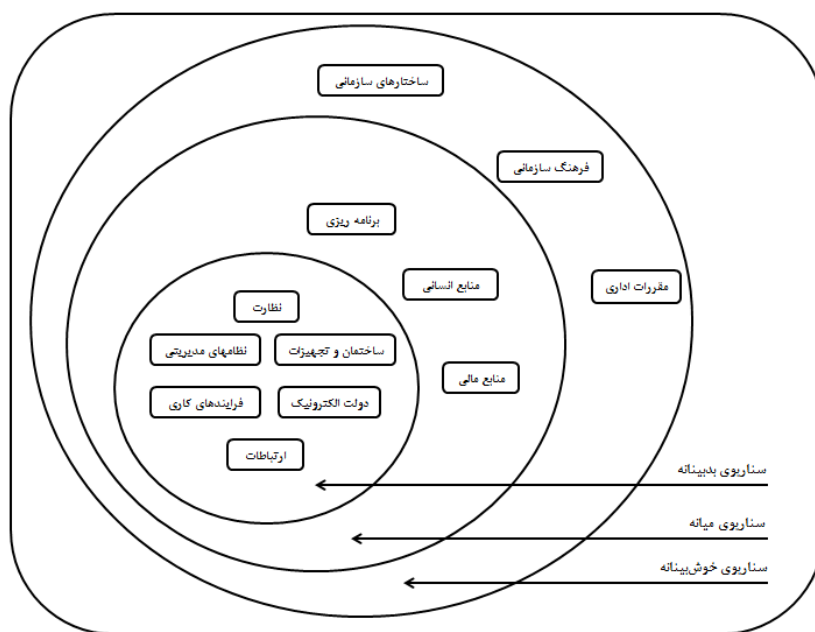 ساختارهای سازمانی
فرهنگ سازمانی
برنامه ریزی
منابع انسانی
مقررات اداری
نظارت
ساختمان و تجهیزات
نظامهای مدیریتی
منابع مالی
دولت الکترونیک
فرایندهای کاری
ارتباطات
سناریوی بدبینانه
سناریوی میانه
سناریوی خوش‌بینانه